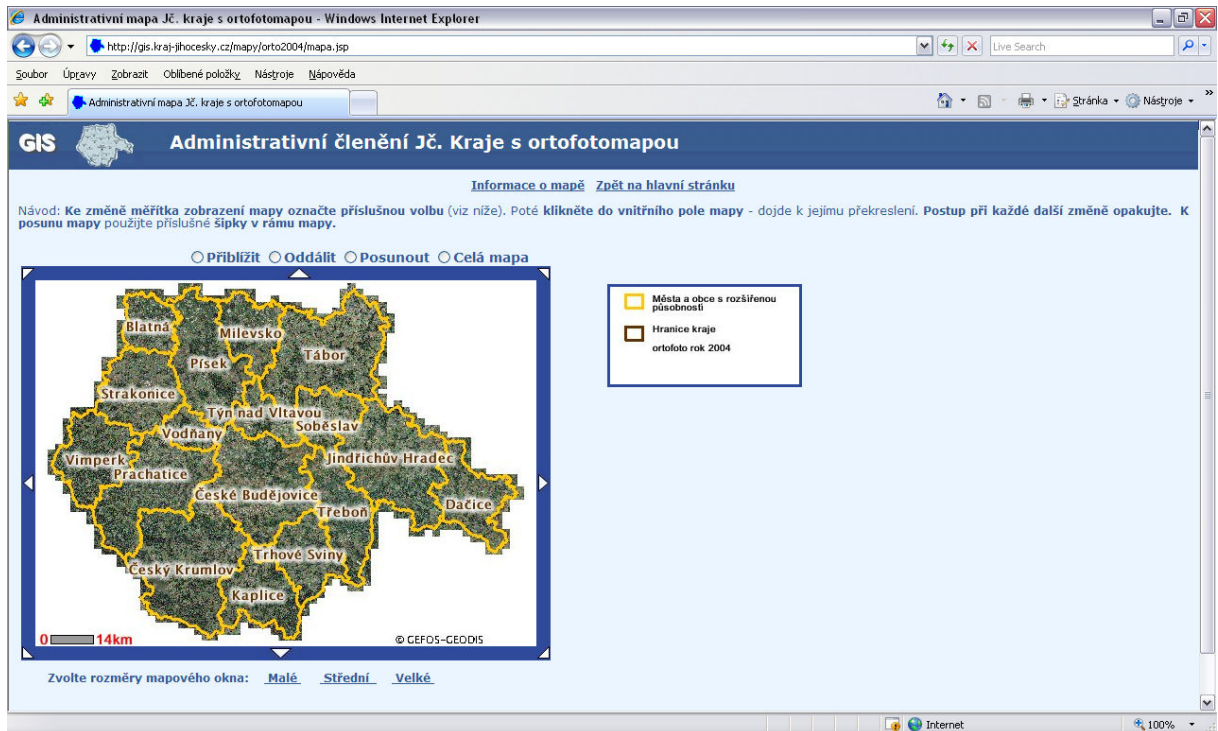 Administrativní mapa Jč. kraje s ortofotomapou - Windows Internet Explorer
http://gis.kraj-jihocesky.cz/mapy/orto2004/mapa.jsp
Live Search
Soubor Úpravy Zobrazit Oblíbené položky Nástroje Nápověda
Administrativní mapa Jč. kraje s ortofotomapou
Stránka Nástroje »
GIS
Administrativní členění Jč. Kraje s ortofotomapou
Informace o mapě Zpět na hlavní stránku
Návod: Ke změně měřítka zobrazení mapy označte příslušnou volbu (viz níže). Poté klikněte do vnitřního pole mapy - dojde k jejímu překreslení. Postup při každé další změně opakujte. K
posunu mapy použijte příslušné šipky v rámu mapy.
Přiblížit Oddálit Posunout Celá mapa
Města a obce s rozšířenou
působností
Hranice kraje
ortofoto rok 2004
Blatná
Milevsko
Tábor
Písek
Strakonice
Týn nad Vltavou
Soběslav
Vodňany
Vimperk
Jindřichův Hradec
Prachatice
České Budějovice
Dačice
Třeboň
Trhové Sviny
Český Krumlov
Kaplice
0 14km
© GEFOS-GEODIS
Zvolte rozměry mapového okna: Malé Střední Velké
Internet
100%